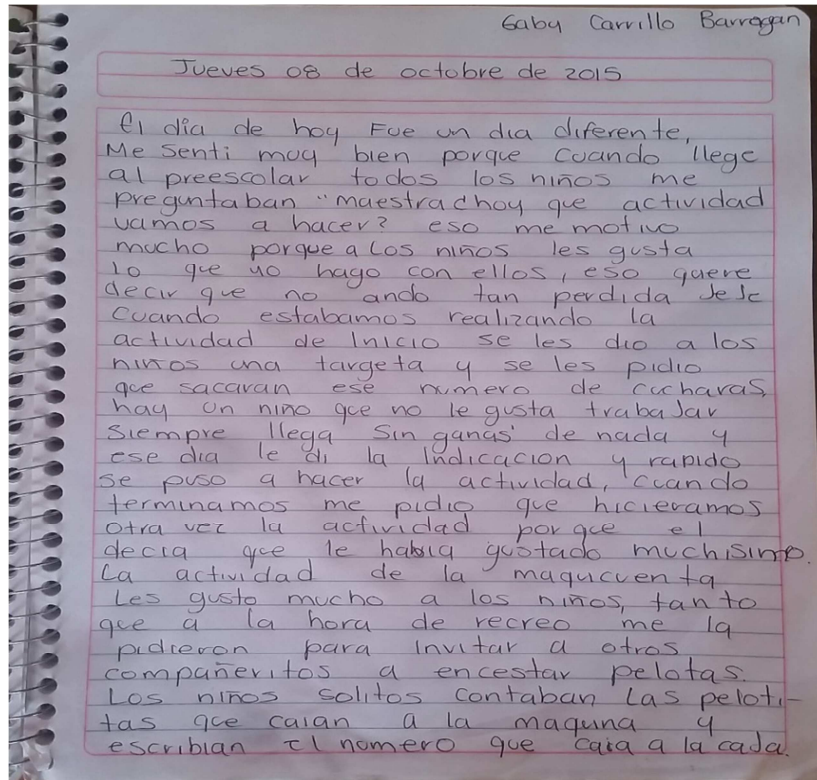 Gaby Carrillo Barragan
Jueves 08 de octubre de 2015
El dia de hoy Fue un dia diferente,
Me senti muy bien porque cuando llege
al preescolar todos los niños me
preguntaban "maestra ¿hoy que actividad
vamos a hacer? eso me motivo
mucho porque a los niños les gusta
lo que yo hago con ellos, eso quere
decir que no ando tan perdida JeJe
Cuando estabamos realizando la
actividad de Inicio se les dio a los
niños una targeta y se les pidio
que sacaran ese numero de cucharas,
hay un niño que no le gusta trabaJar
Siempre llega sin ganas de nada y
ese dia le di la Indicacion y rapido
se puso a hacer la actividad, cuando
terminamos me pidio que hicieramos
otra vez la actividad por que el
decia que le habia gustado muchisimo.
La actividad de la maquicuenta
Les gusto mucho a los niños, tanto
que a la hora de recreo me la
pidieron para Invitar a otros
compañeritos a encestar pelotas.
Los niños solitos contaban las peloti-
tas que caian a la maquina y
escribian El nomero que caia a la caJa.